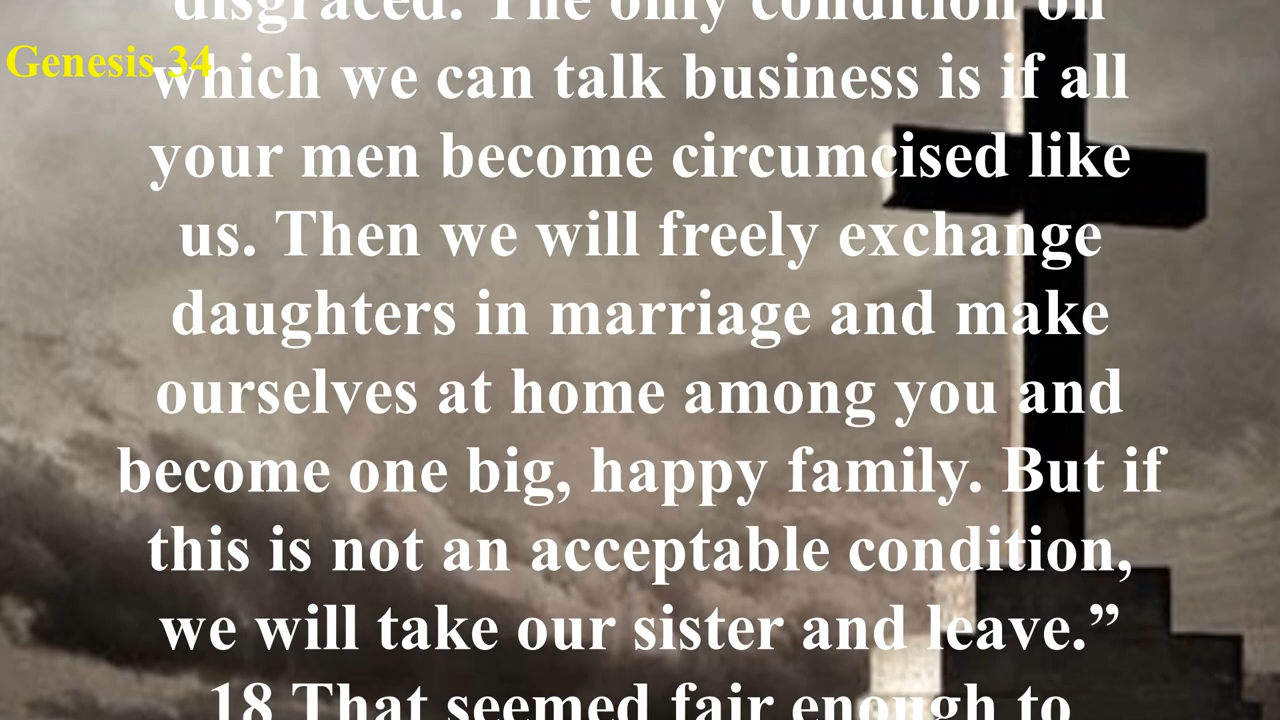 disgraced. The only condition on
Genesis 34
which we can talk business is if all
your men become circumcised like
us. Then we will freely exchange
daughters in marriage and make
ourselves at home among you and
become one big, happy family. But if
this is not an acceptable condition,
we will take our sister and leave.”
18 That seemed fair enough to